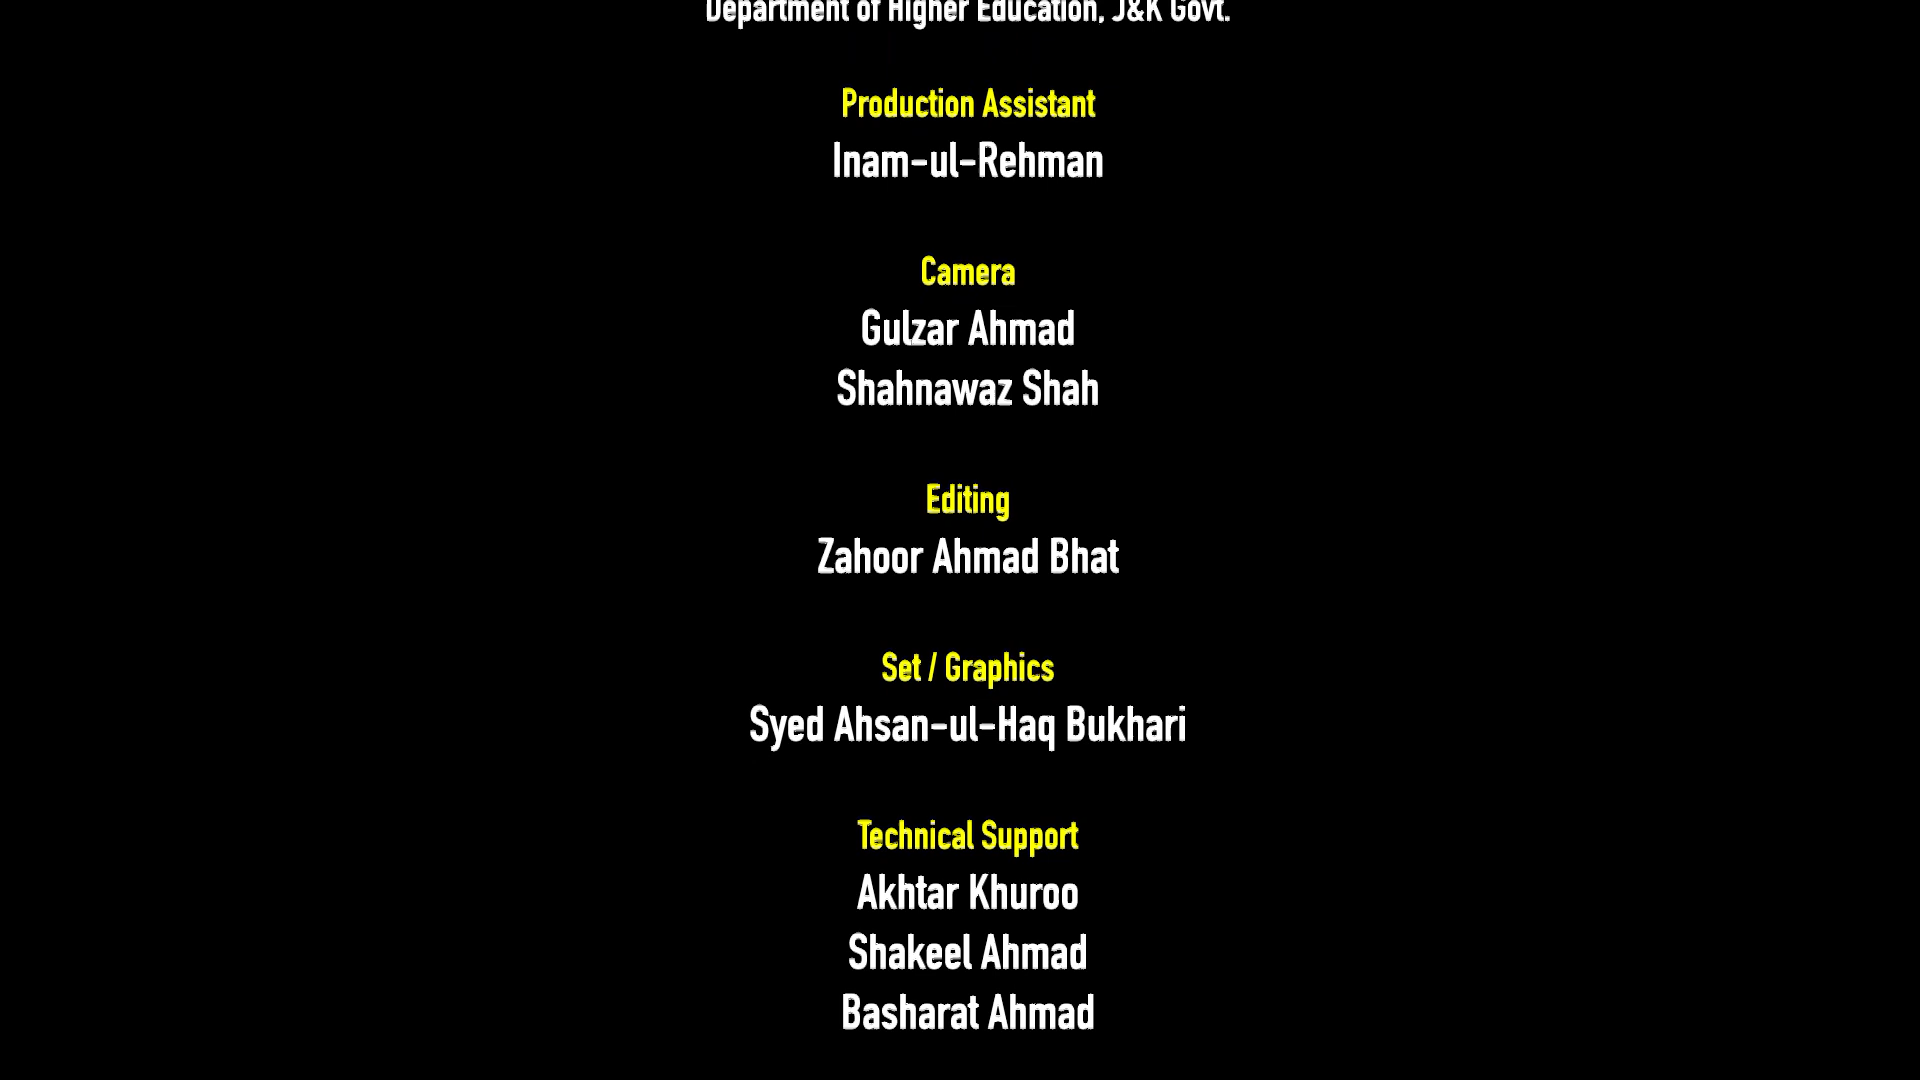 Department of Higher Education, J&K Govt.
Production Assistant
Inam-ul-Rehman
Camera
Gulzar Ahmad
Shahnawaz Shah
Editing
Zahoor Ahmad Bhat
Set / Graphics
Syed Ahsan-ul-Haq Bukhari
Technical Support
Akhtar Khuroo
Shakeel Ahmad
Basharat Ahmad